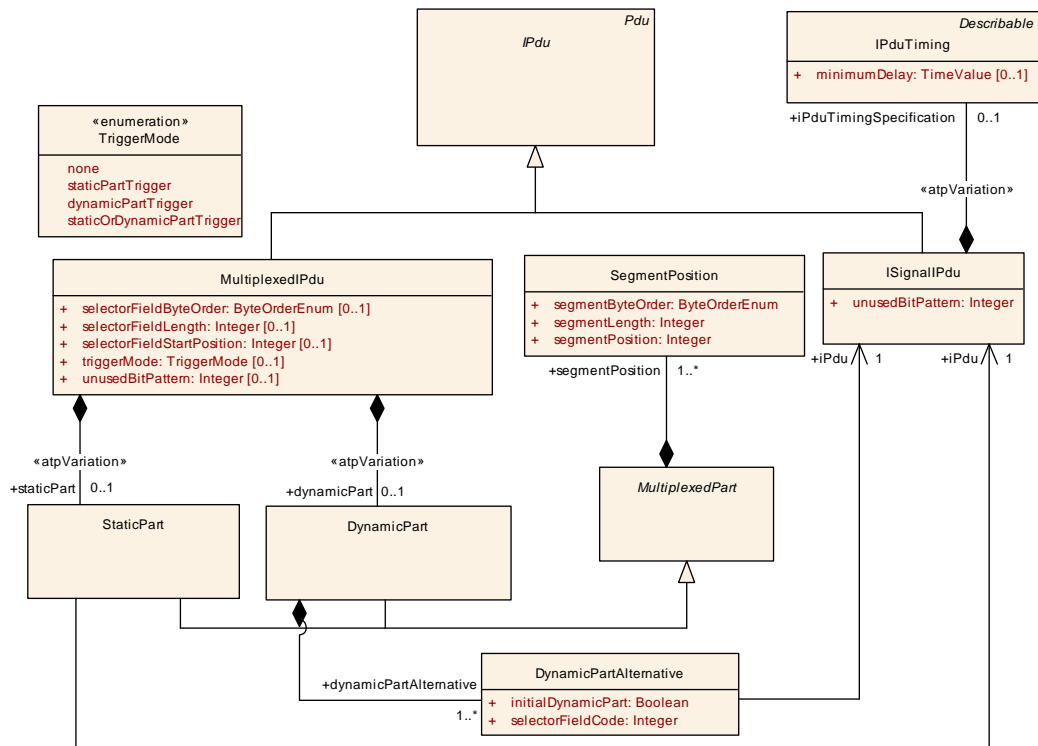 Pdu
IPdu
Describable
IPduTiming
+ minimumDelay: TimeValue [0..1]
+iPduTimingSpecification 0..1
«atpVariation»
«enumeration»
TriggerMode
none
staticPartTrigger
dynamicPartTrigger
staticOrDynamicPartTrigger
MultiplexedIPdu
+ selectorFieldByteOrder: ByteOrderEnum [0..1]
+ selectorFieldLength: Integer [0..1]
+ selectorFieldStartPosition: Integer [0..1]
+ triggerMode: TriggerMode [0..1]
+ unusedBitPattern: Integer [0..1]
SegmentPosition
+ segmentByteOrder: ByteOrderEnum
+ segmentLength: Integer
+ segmentPosition: Integer
ISignalIPdu
+ unusedBitPattern: Integer
+iPdu 1
+iPdu 1
+segmentPosition 1..*
«atpVariation»
+staticPart 0..1
«atpVariation»
+dynamicPart 0..1
StaticPart
DynamicPart
MultiplexedPart
+dynamicPartAlternative
1..*
DynamicPartAlternative
+ initialDynamicPart: Boolean
+ selectorFieldCode: Integer